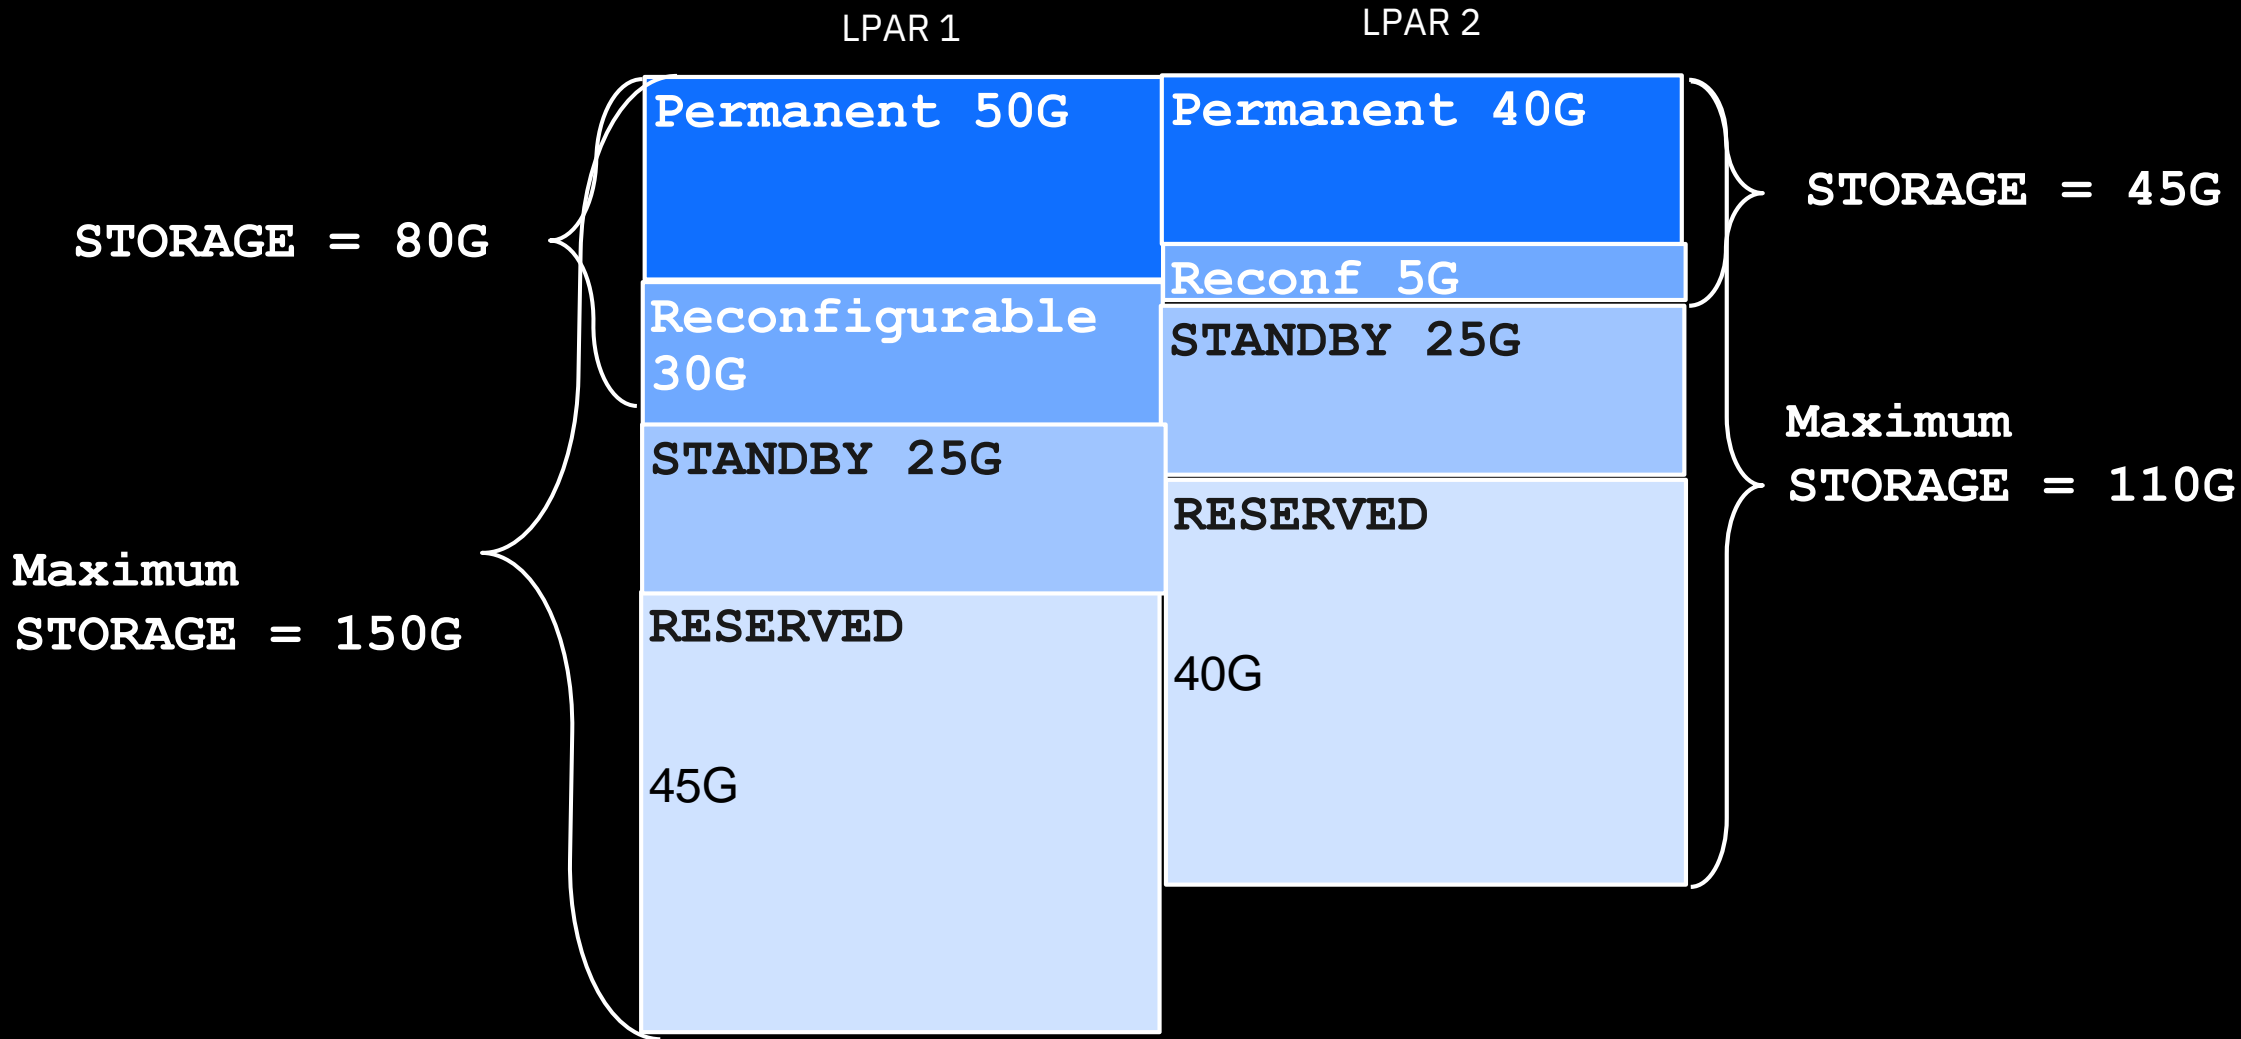 LPAR 1
LPAR 2
Permanent 50G
Permanent 40G
STORAGE = 80G
STORAGE = 45G
Reconfigurable
30G
Reconf 5G
STANDBY 25G
STANDBY 25G
Maximum
STORAGE = 110G
RESERVED
40G
Maximum
STORAGE = 150G
RESERVED
45G